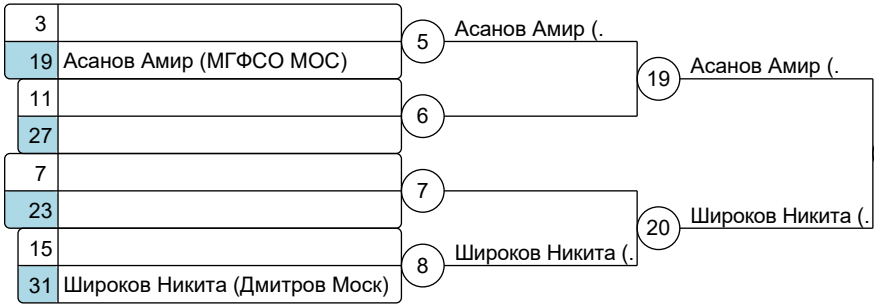 3
5
Асанов Амир (.
19 Асанов Амир (МГФСО МОС)
19
Асанов Амир (.
11
6
27
7
7
23
20
Широков Никита (.
15
8
Широков Никита (.
31 Широков Никита (Дмитров Моск)